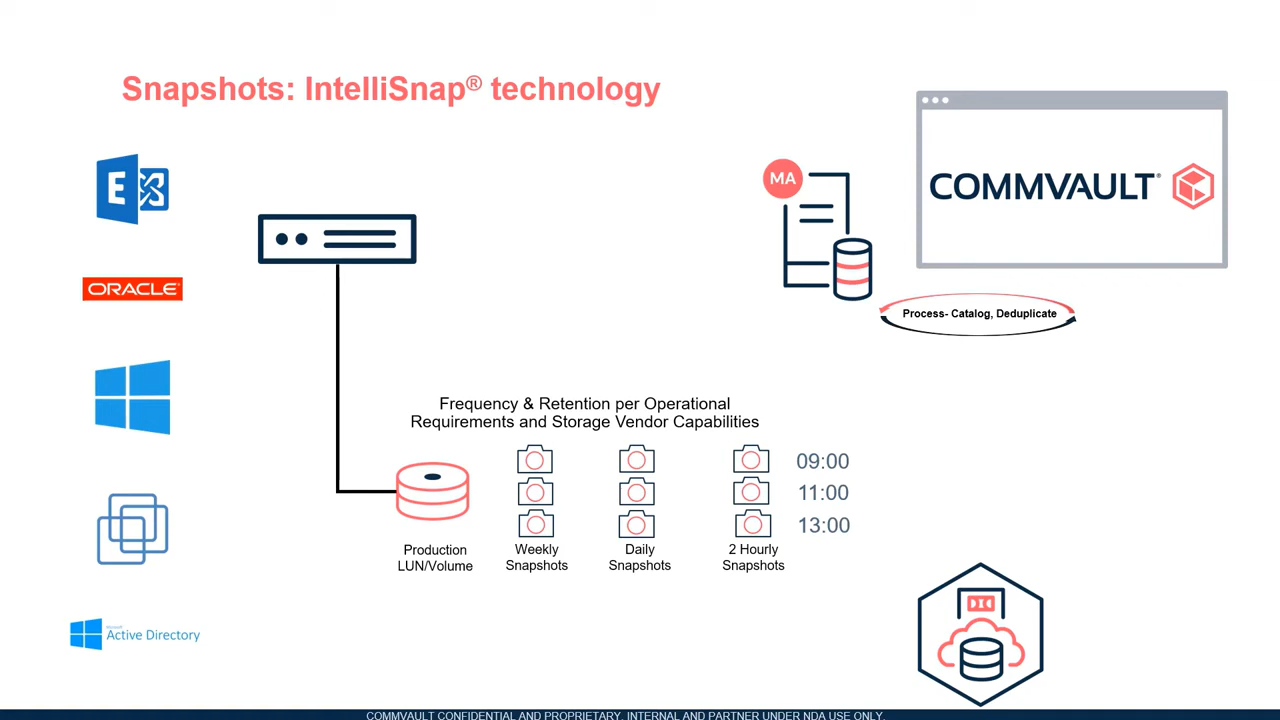 Snapshots: IntelliSnap® technology
E
ORACLE®
MA
COMMVAULT®
Process- Catalog, Deduplicate
Frequency & Retention per Operational
Requirements and Storage Vendor Capabilities
09:00
11:00
13:00
Production
LUN/Volume
Weekly
Snapshots
Daily
Snapshots
2 Hourly
Snapshots
Microsoft
Active Directory
COMMVAULT CONFIDENTIAL AND PROPRIETARY. INTERNAL AND PARTNER UNDER NDA USE ONLY.